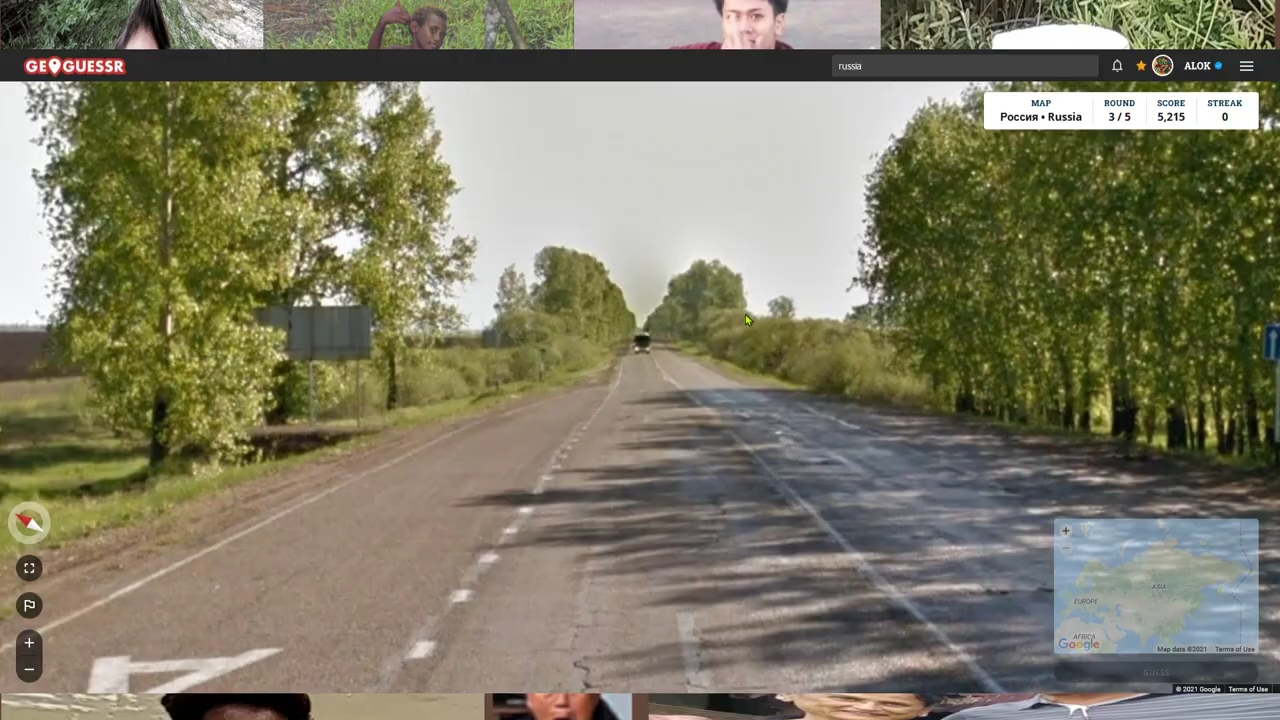 GEOGUESSR
russia
ALOK
MAP ROUND SCORE STREAK
Россия • Russia 3 / 5 5,215 0
A
+
−
+
−
ASIA
EUROPE
AFRICA
Google
Map data ©2021 Terms of Use
GUESS
© 2021 Google Terms of Use